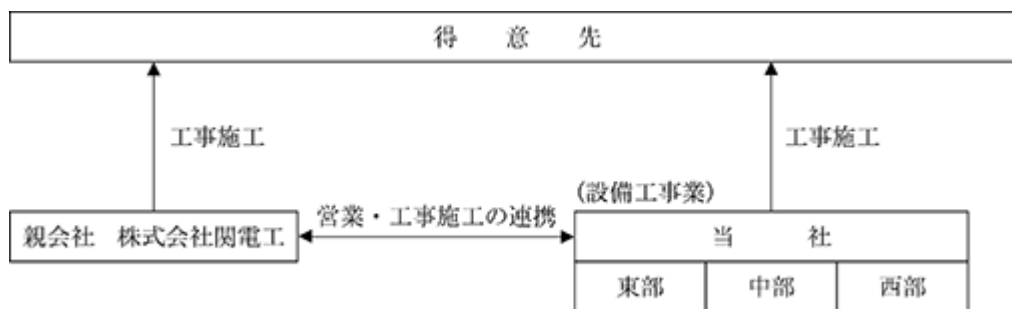 得意先
工事施工
工事施工
(設備工事業)
営業・工事施工の連携
親会社 株式会社関電工
当社
東部
中部
西部